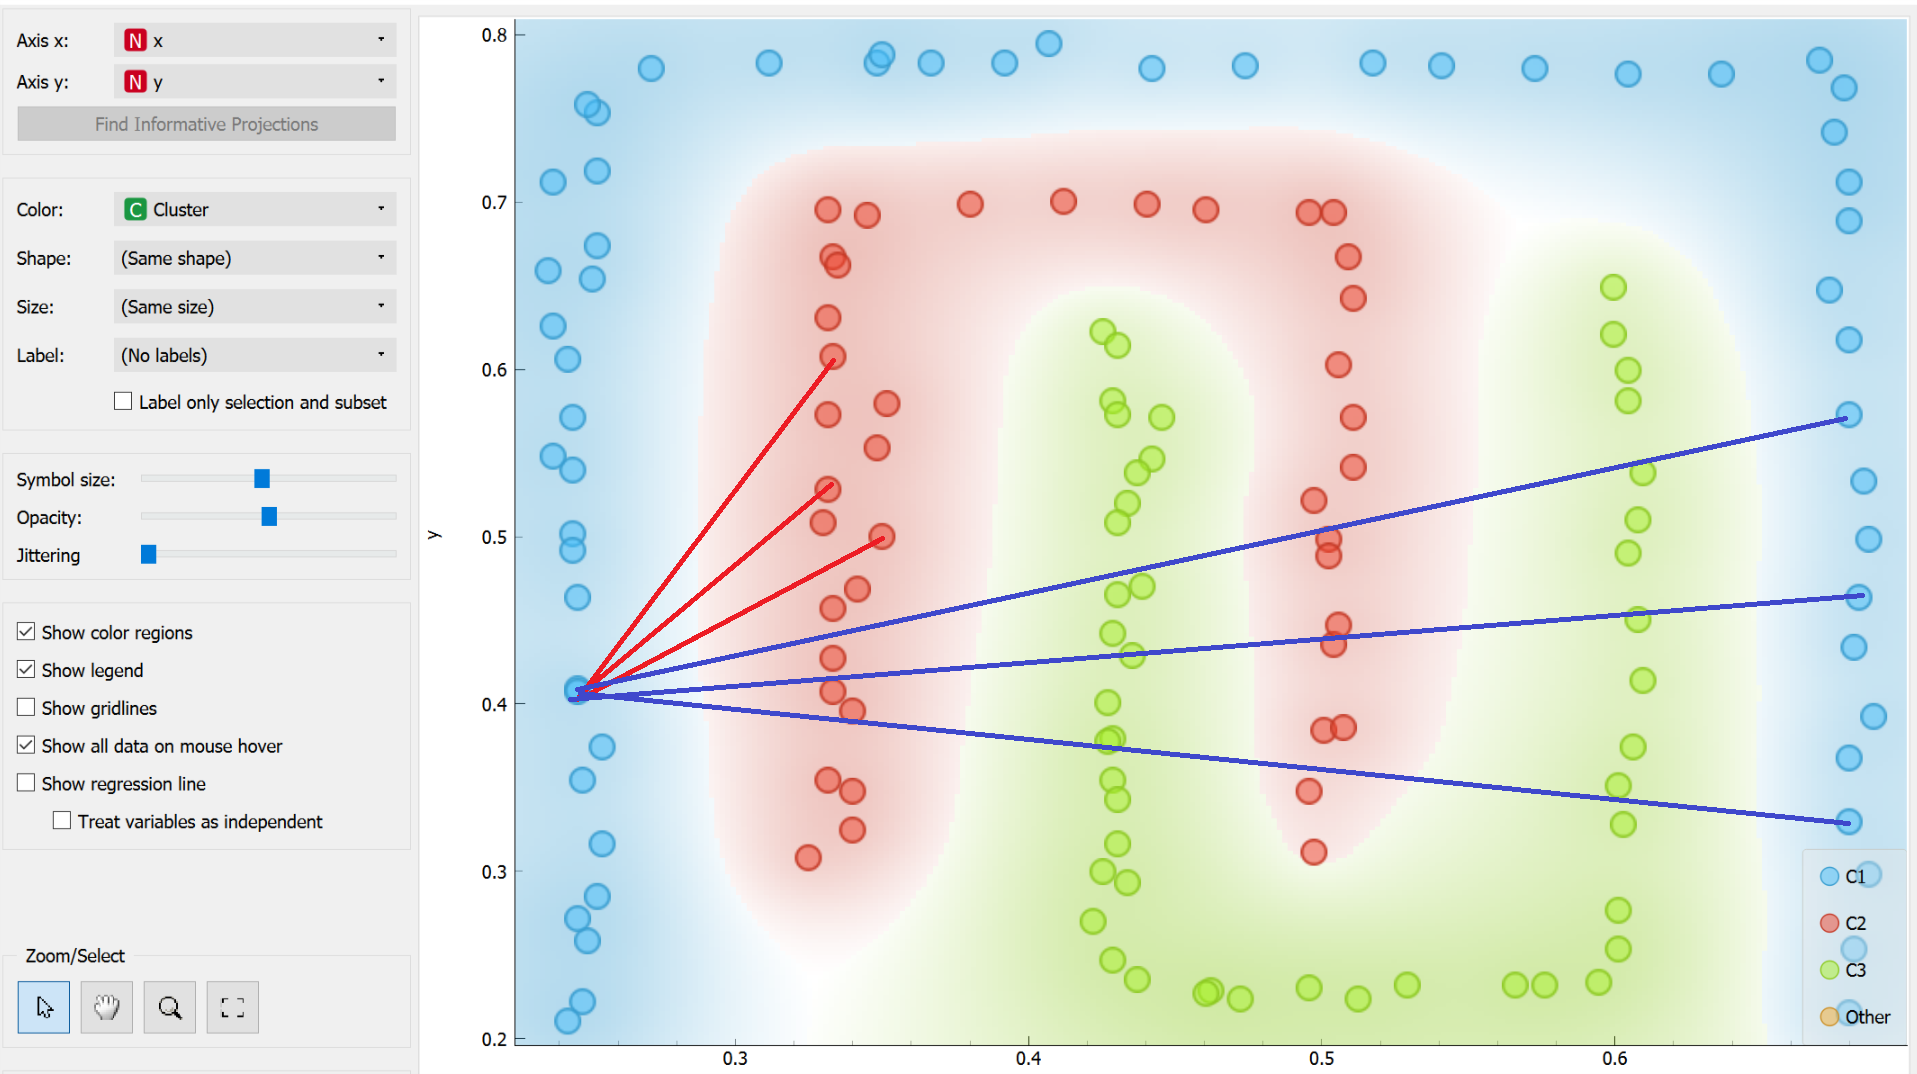 Axis x: N x
Axis y: N y
Find Informative Projections
Color: C Cluster
Shape: (Same shape)
Size: (Same size)
Label: (No labels)
Label only selection and subset
Symbol size:
Opacity:
Jittering
Show color regions
Show legend
Show gridlines
Show all data on mouse hover
Show regression line
Treat variables as independent
Zoom/Select
y
0.8
0.7
0.6
0.5
0.4
0.3
0.2
0.3 0.4 0.5 0.6
C1
C2
C3
Other